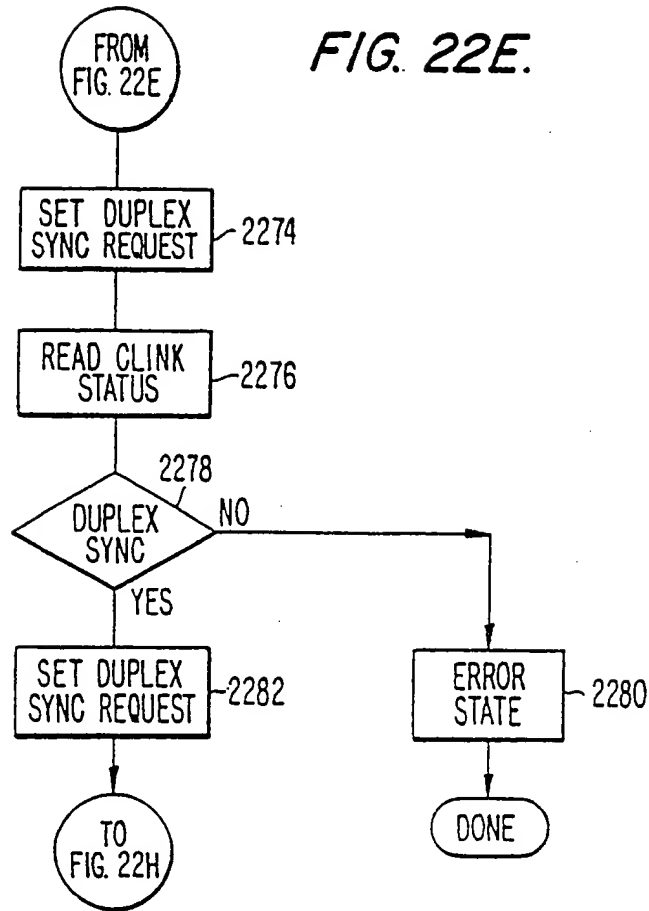 FROM
FIG. 22E
FIG. 22E.
SET DUPLEX
SYNC REQUEST
2274
READ CLINK
STATUS
2276
2278
DUPLEX
SYNC
NO
YES
SET DUPLEX
SYNC REQUEST
2282
ERROR
STATE
2280
TO
FIG. 22H
DONE